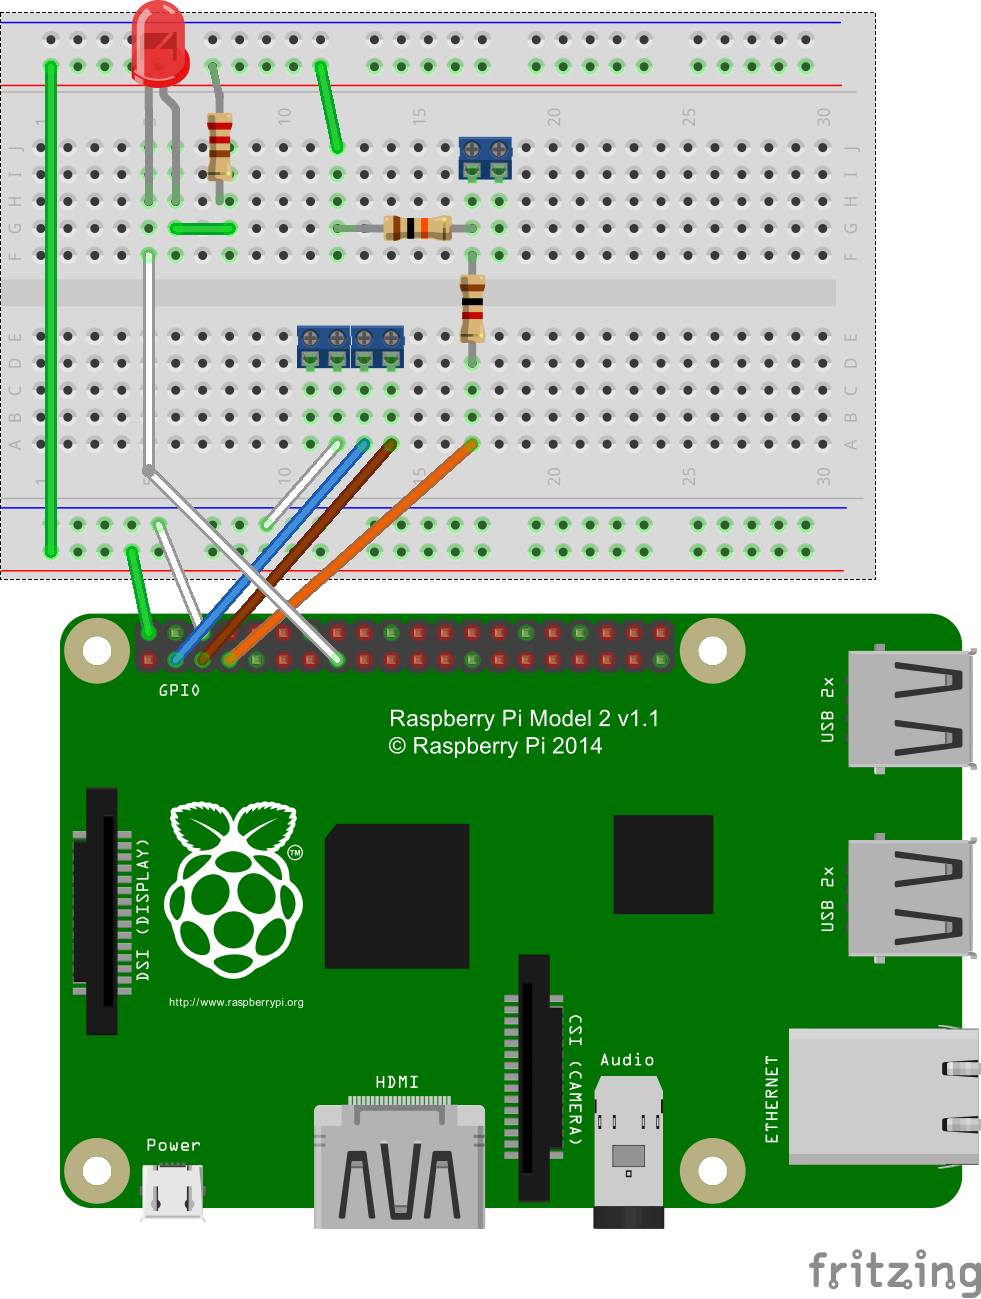 1 5 10 15 20 25 30
J J
I I
H H
G G
F F
E E
D D
C C
B B
A A
1 5 10 15 20 25 30
GPIO
Raspberry Pi Model 2 v1.1
© Raspberry Pi 2014
USB 2x
DSI (DISPLAY)
TM
USB 2x
http://www.raspberrypi.org
CSI (CAMERA)
Audio
ETHERNET
HDMI
Power
fritzing